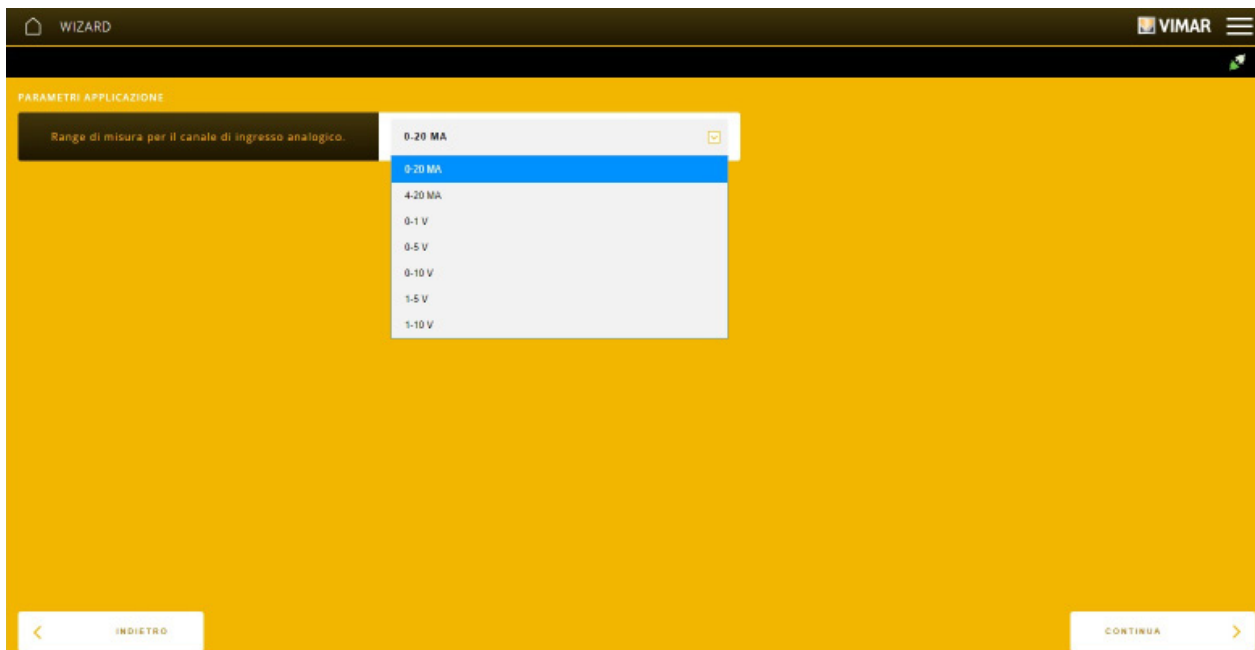 WIZARD
VIMAR
PARAMETRI APPLICAZIONE
Range di misura per il canale di ingresso analogico.
0-20 MA
0-20 MA
4-20 MA
0-1 V
0-5 V
0-10 V
1-5 V
1-10 V
INDIETRO
CONTINUA